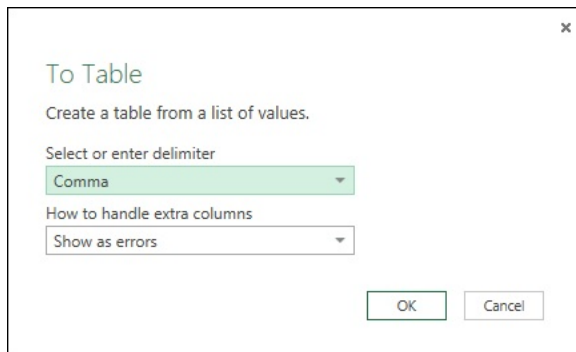 To Table
Create a table from a list of values.
Select or enter delimiter
Comma
How to handle extra columns
Show as errors
OK Cancel